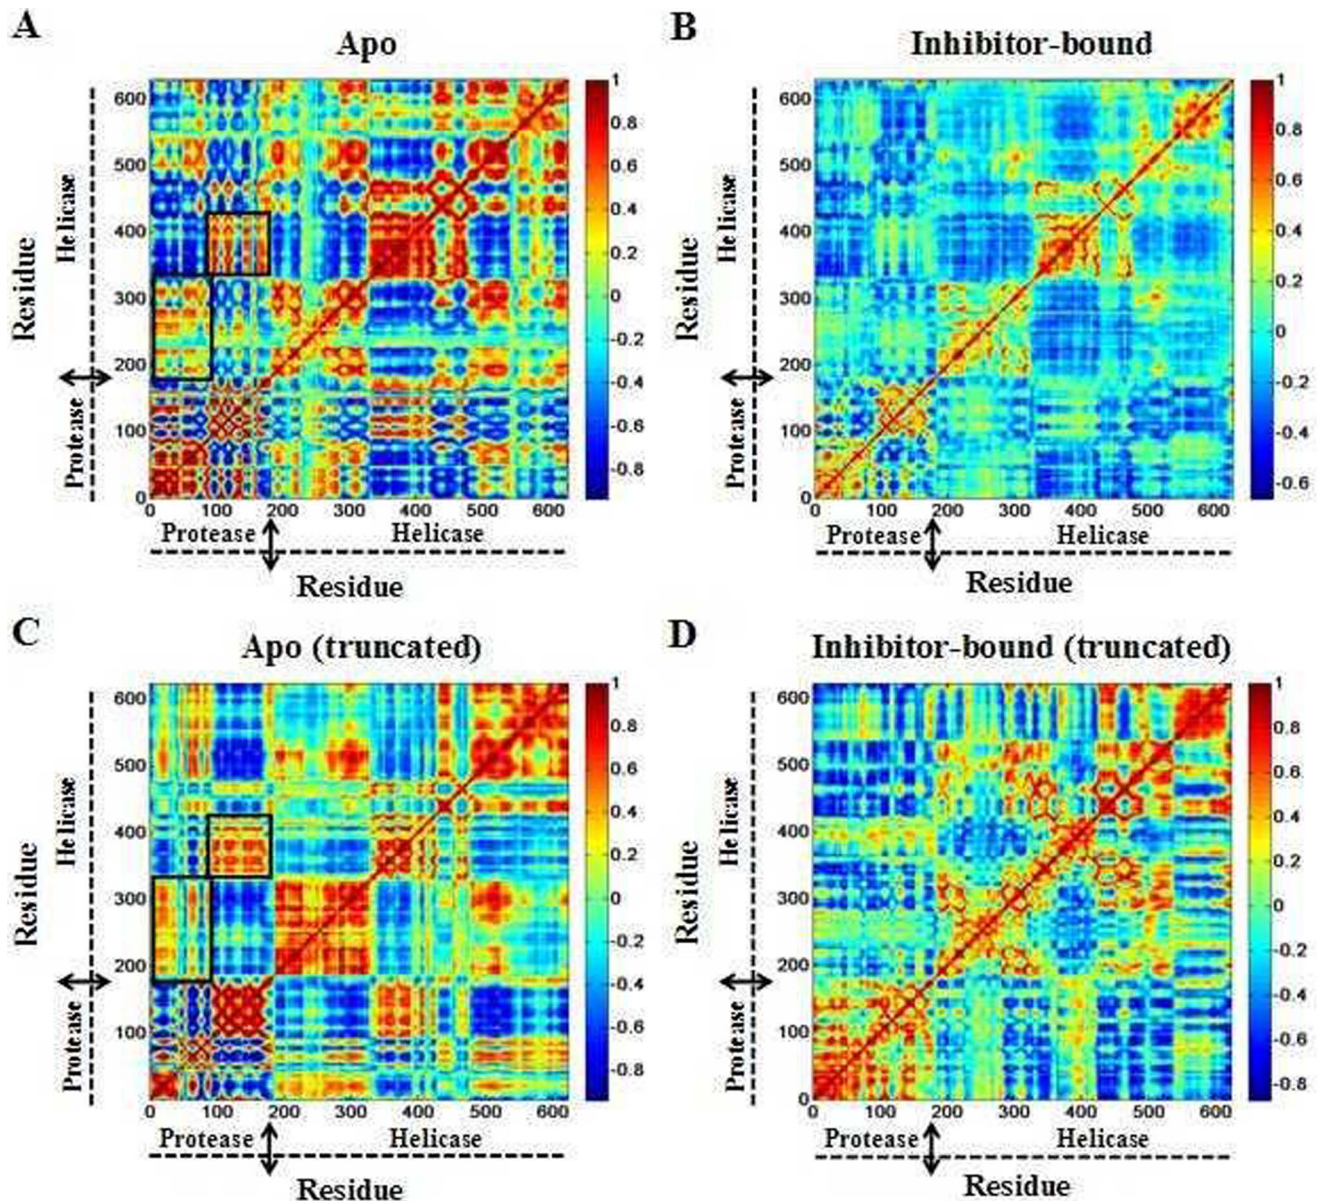 A
Apo
600
500
400
300
200
100
0
0 100 200 300 400 500 600
1
0.8
0.6
0.4
0.2
0
-0.2
-0.4
-0.6
-0.8
Residue
Helicase
Protease
Protease
Helicase
Residue
B
Inhibitor-bound
600
500
400
300
200
100
0
0 100 200 300 400 500 600
1
0.8
0.6
0.4
0.2
0
-0.2
-0.4
-0.6
Residue
Helicase
Protease
Protease
Helicase
Residue
C
Apo (truncated)
600
500
400
300
200
100
0 100 200 300 400 500 600
1
0.8
0.6
0.4
0.2
0
-0.2
-0.4
-0.6
-0.8
Residue
Helicase
Protease
Protease
Helicase
Residue
D
Inhibitor-bound (truncated)
600
500
400
300
200
100
0
0 100 200 300 400 500 600
1
0.8
0.6
0.4
0.2
0
-0.2
-0.4
-0.6
-0.8
Residue
Helicase
Protease
Protease
Helicase
Residue